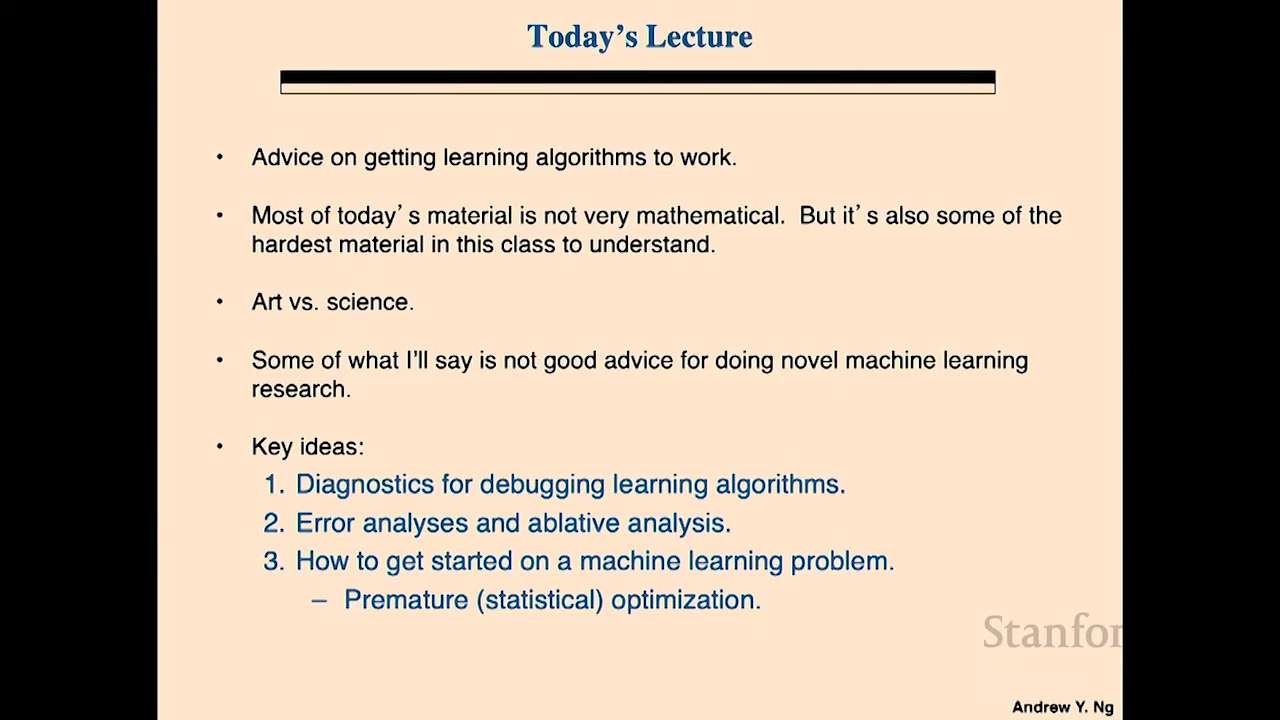 Today’s Lecture
• Advice on getting learning algorithms to work.
• Most of today’s material is not very mathematical. But it’s also some of the
hardest material in this class to understand.
• Art vs. science.
• Some of what I’ll say is not good advice for doing novel machine learning
research.
• Key ideas:
1. Diagnostics for debugging learning algorithms.
2. Error analyses and ablative analysis.
3. How to get started on a machine learning problem.
– Premature (statistical) optimization.
Stanfor
Andrew Y. Ng